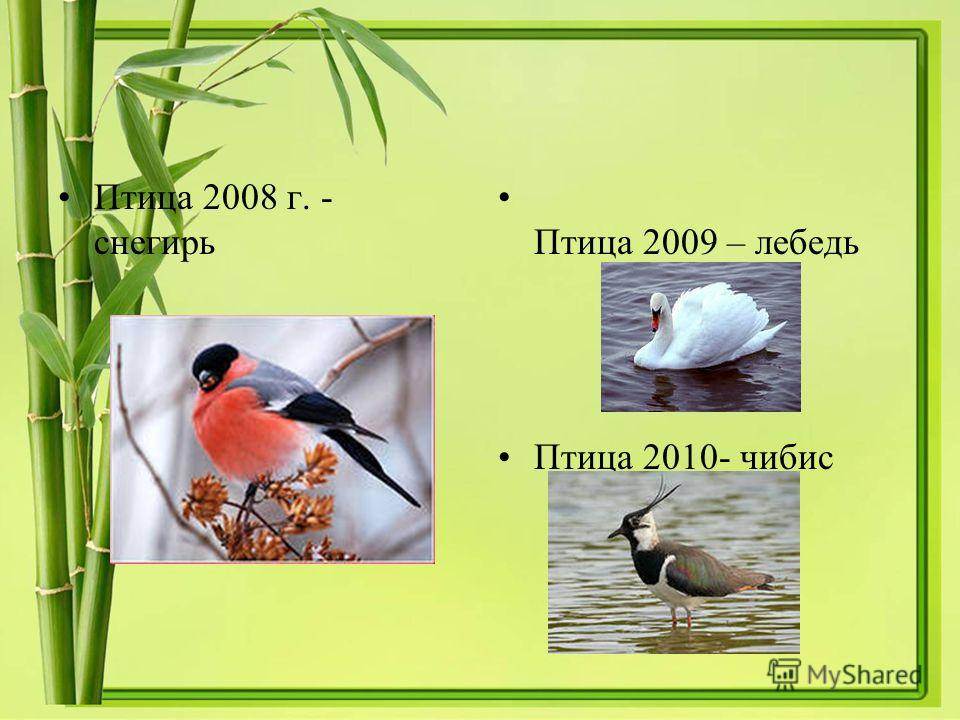 • Птица 2008 г. -
снегирь
•
Птица 2009 – лебедь
• Птица 2010- чибис
MyShared